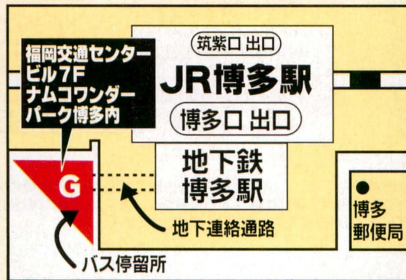 筑紫口 出口
福岡交通センター
ビル7F
ナムコワンダー
パーク博多内
JR博多駅
博多口 出口
地下鉄
博多駅
G
地下連絡通路
バス停留所
博多
郵便局